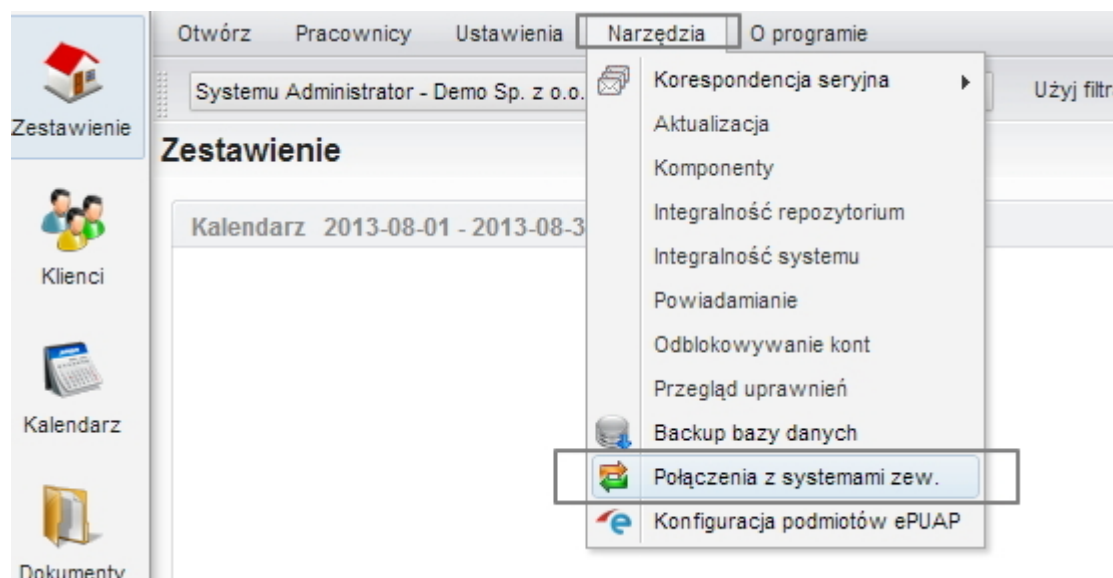 Otwórz Pracownicy Ustawienia Narzędzia O programie
Systemu Administrator - Demo Sp. z o.o. Użyj filtra
Zestawienie
Zestawienie
Kalendarz 2013-08-01 - 2013-08-3
Klienci
Kalendarz
Dokumenty
Korespondencja seryjna
Aktualizacja
Komponenty
Integralność repozytorium
Integralność systemu
Powiadamianie
Odblokowywanie kont
Przegląd uprawnień
Backup bazy danych
Połączenia z systemami zew.
Konfiguracja podmiotów ePUAP